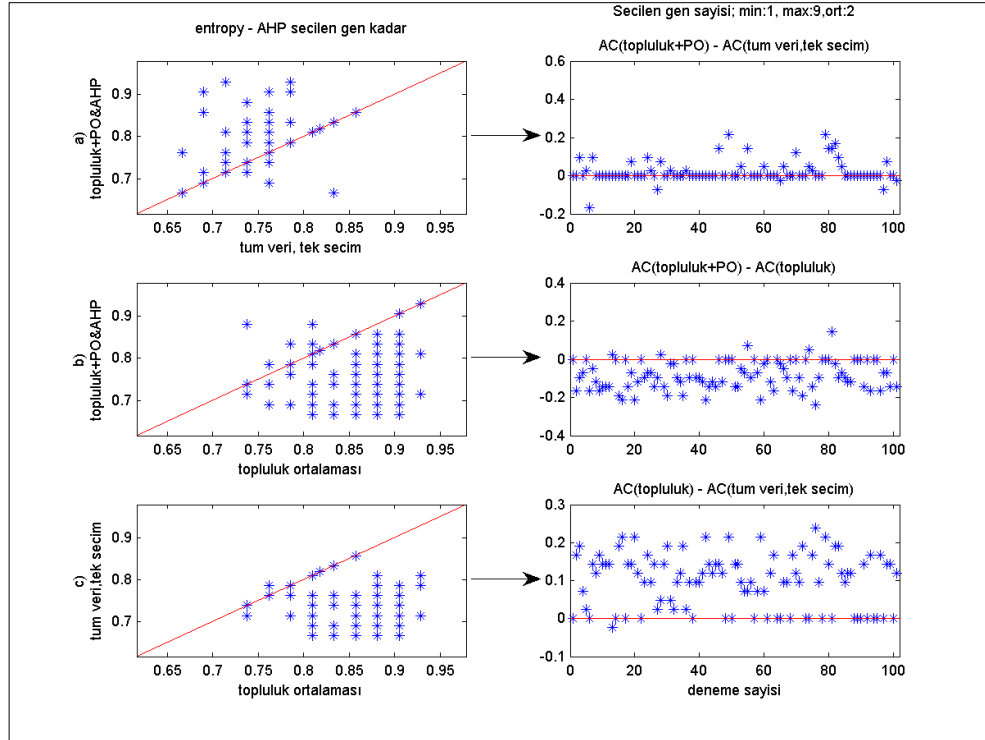 entropy - AHP secilen gen kadar
Secilen gen sayisi; min:1, max:9,ort:2
a)
topluluk+PO&AHP
0.9
0.8
0.7
0.65 0.7 0.75 0.8 0.85 0.9 0.95
tum veri, tek secim
AC(topluluk+PO) - AC(tum veri,tek secim)
0.6
0.4
0.2
0
-0.2
0 20 40 60 80 100
b)
topluluk+PO&AHP
0.9
0.8
0.7
0.65 0.7 0.75 0.8 0.85 0.9 0.95
topluluk ortalaması
AC(topluluk+PO) - AC(topluluk)
0.4
0.2
0
-0.2
-0.4
0 20 40 60 80 100
c)
tum veri,tek secim
0.9
0.8
0.7
0.65 0.7 0.75 0.8 0.85 0.9 0.95
topluluk ortalaması
AC(topluluk) - AC(tum veri,tek secim)
0.3
0.2
0.1
0
-0.1
0 20 40 60 80 100
deneme sayisi